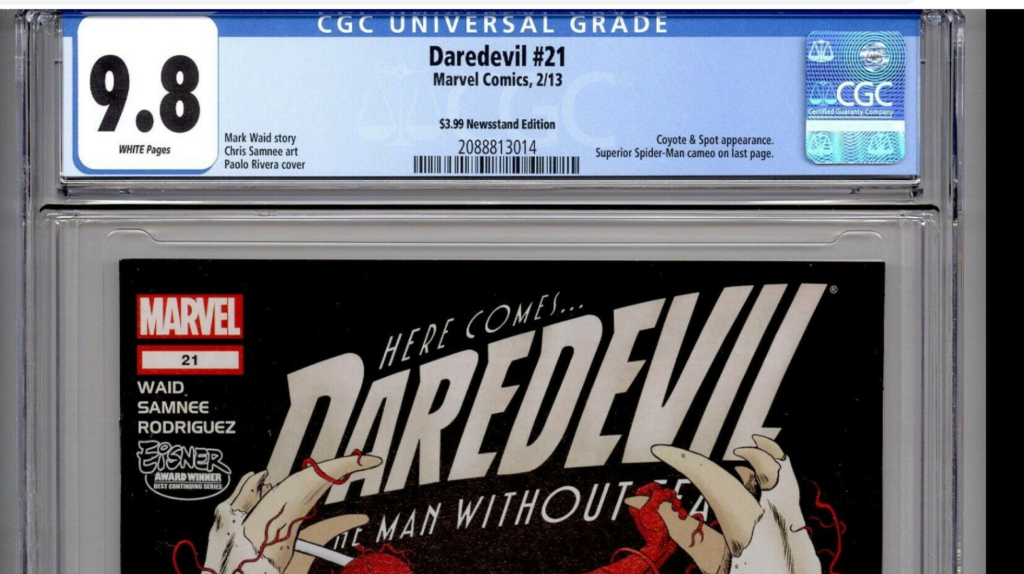 CGC UNIVERSAL GRADE
9.8
WHITE Pages
Daredevil #21
Marvel Comics, 2/13
$3.99 Newsstand Edition
2088813014
Mark Waid story
Chris Samnee art
Paolo Rivera cover
Coyote & Spot appearance.
Superior Spider-Man cameo on last page.
CGC
Certified Guaranty Company
MARVEL
21
WAID
SAMNEE
RODRIGUEZ
EISNER
AWARD WINNER
BEST CONTINUING SERIES
HERE COMES...
DAREDEVIL®
MAN WITHOUT